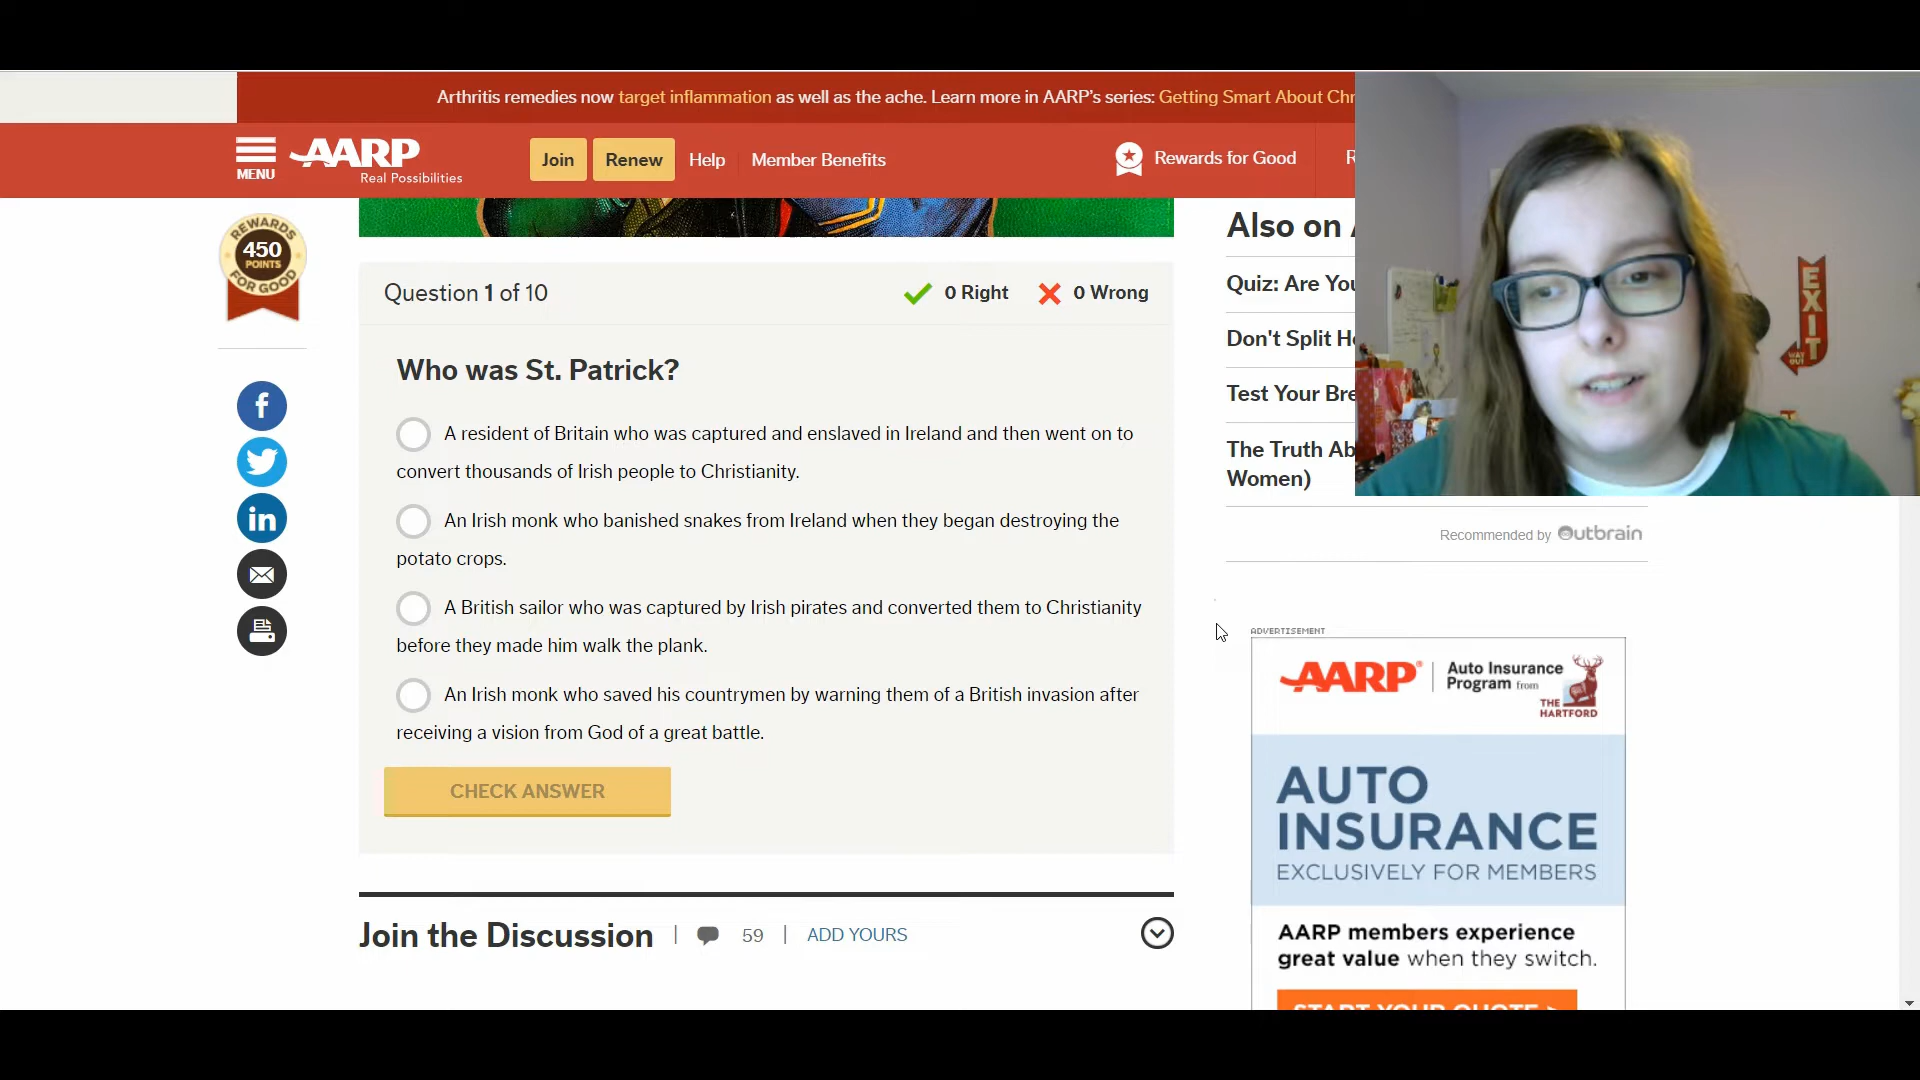 Arthritis remedies now target inflammation as well as the ache. Learn more in AARP's series: Getting Smart About Chr
MENU
AARP
Real Possibilities
Join
Renew
Help
Member Benefits
Rewards for Good
R
REWARDS
450
POINTS
FOR GOOD
Question 1 of 10
0 Right
0 Wrong
Who was St. Patrick?
A resident of Britain who was captured and enslaved in Ireland and then went on to
convert thousands of Irish people to Christianity.
An Irish monk who banished snakes from Ireland when they began destroying the
potato crops.
A British sailor who was captured by Irish pirates and converted them to Christianity
before they made him walk the plank.
An Irish monk who saved his countrymen by warning them of a British invasion after
receiving a vision from God of a great battle.
CHECK ANSWER
Join the Discussion | 59 | ADD YOURS
Also on A
Quiz: Are You
Don't Split He
Test Your Bre
The Truth Ab
Women)
Recommended by Outbrain
EXIT
WAY OUT
ADVERTISEMENT
AARP | Auto Insurance
Program from
THE
HARTFORD
AUTO
INSURANCE
EXCLUSIVELY FOR MEMBERS
AARP members experience
great value when they switch.
START YOUR QUOTE >